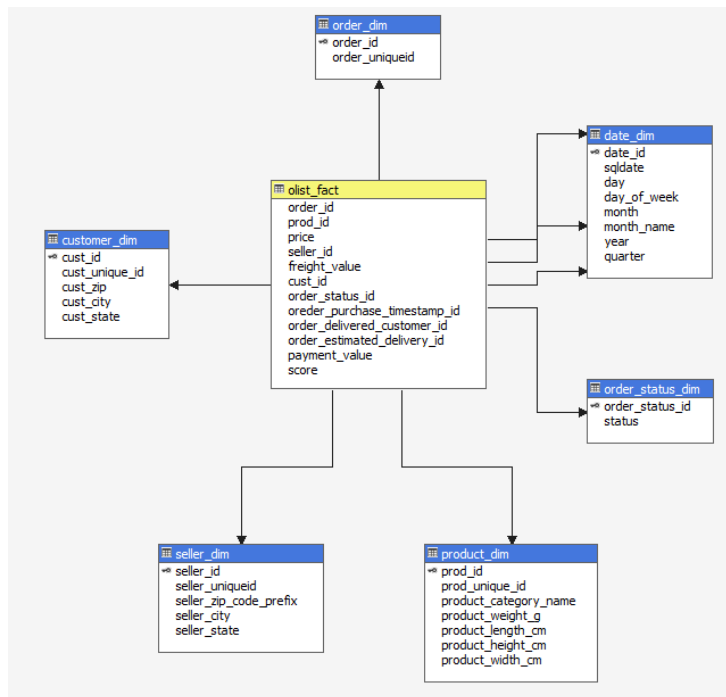 order_dim
order_id
order_uniqueid
date_dim
date_id
sqldate
day
day_of_week
month
month_name
year
quarter
olist_fact
order_id
prod_id
price
seller_id
freight_value
cust_id
order_status_id
oreder_purchase_timestamp_id
order_delivered_customer_id
order_estimated_delivery_id
payment_value
score
customer_dim
cust_id
cust_unique_id
cust_zip
cust_city
cust_state
order_status_dim
order_status_id
status
seller_dim
seller_id
seller_uniqueid
seller_zip_code_prefix
seller_city
seller_state
product_dim
prod_id
prod_unique_id
product_category_name
product_weight_g
product_length_cm
product_height_cm
product_width_cm